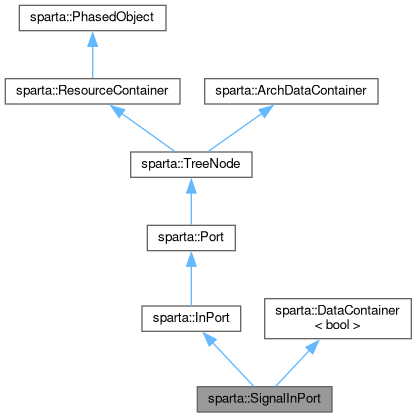 sparta::PhasedObject
sparta::ResourceContainer
sparta::ArchDataContainer
sparta::TreeNode
sparta::Port
sparta::InPort
sparta::DataContainer
< bool >
sparta::SignalInPort